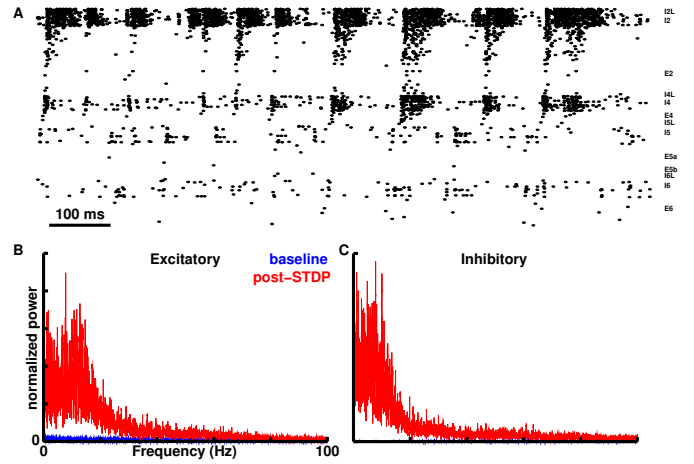 A
I2L
I2
E2
I4L
I4
E4
I5L
I5
E5a
E5b
I6L
I6
E6
100 ms
B
Excitatory
baseline
post-STDP
normalized power
0
Frequency (Hz)
100
C
Inhibitory